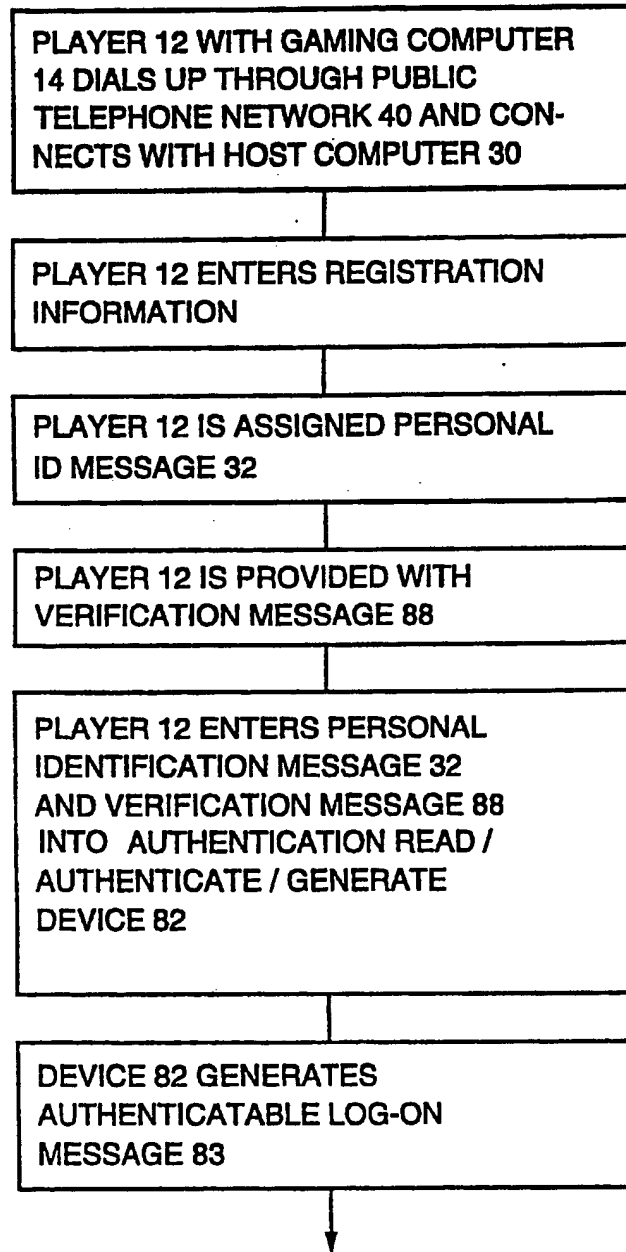 PLAYER 12 WITH GAMING COMPUTER
14 DIALS UP THROUGH PUBLIC
TELEPHONE NETWORK 40 AND CON-
NECTS WITH HOST COMPUTER 30
PLAYER 12 ENTERS REGISTRATION
INFORMATION
PLAYER 12 IS ASSIGNED PERSONAL
ID MESSAGE 32
PLAYER 12 IS PROVIDED WITH
VERIFICATION MESSAGE 88
PLAYER 12 ENTERS PERSONAL
IDENTIFICATION MESSAGE 32
AND VERIFICATION MESSAGE 88
INTO AUTHENTICATION READ /
AUTHENTICATE / GENERATE
DEVICE 82
DEVICE 82 GENERATES
AUTHENTICATABLE LOG-ON
MESSAGE 83